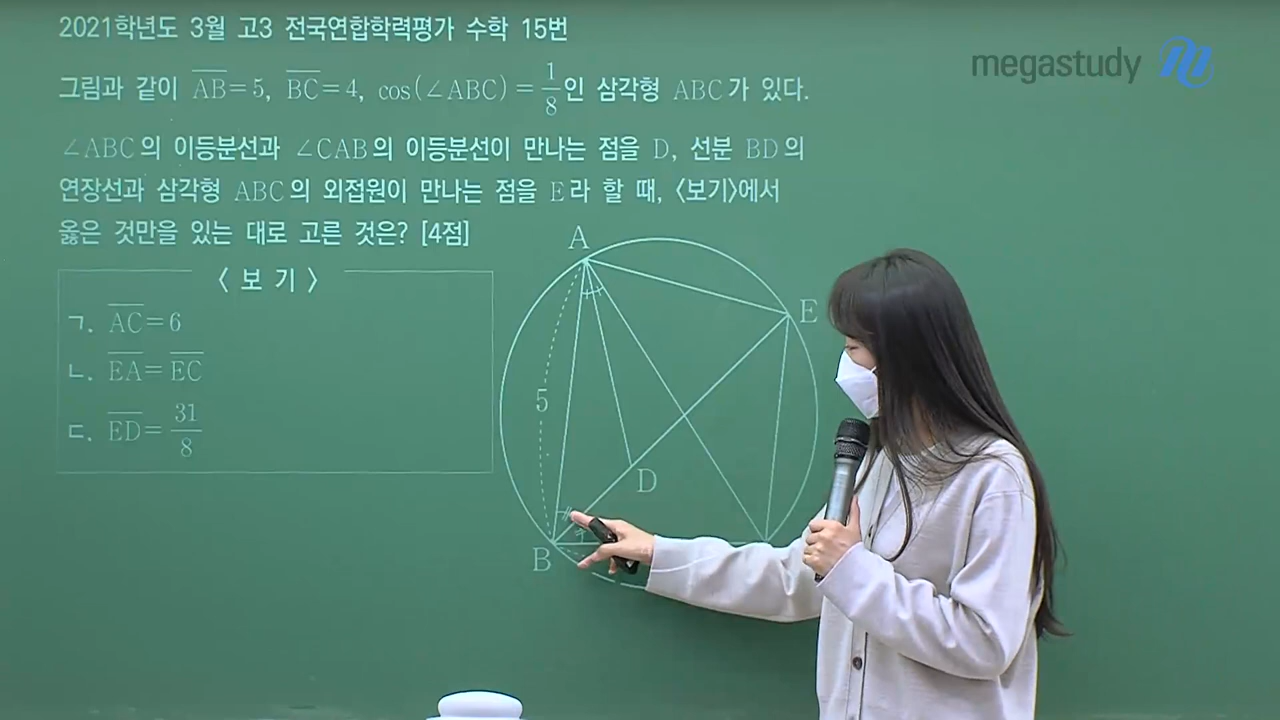 2021학년도 3월 고3 전국연합학력평가 수학 15번
megastudy
그림과 같이 AB=5, BC=4, cos(∠ABC)=1/8인 삼각형 ABC가 있다.
∠ABC의 이등분선과 ∠CAB의 이등분선이 만나는 점을 D, 선분 BD의
연장선과 삼각형 ABC의 외접원이 만나는 점을 E라 할 때, 〈보기〉에서
옳은 것만을 있는 대로 고른 것은? [4점]
〈보 기〉
ㄱ. AC=6
ㄴ. EA=EC
ㄷ. ED=31/8
A
E
5
D
B